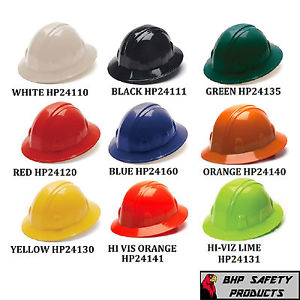 WHITE HP24110
BLACK HP24111
GREEN HP24135
RED HP24120
BLUE HP24160
ORANGE HP24140
YELLOW HP24130
HI VIS ORANGE
HP24141
HI-VIZ LIME
HP24131
BHP SAFETY
PRODUCTS